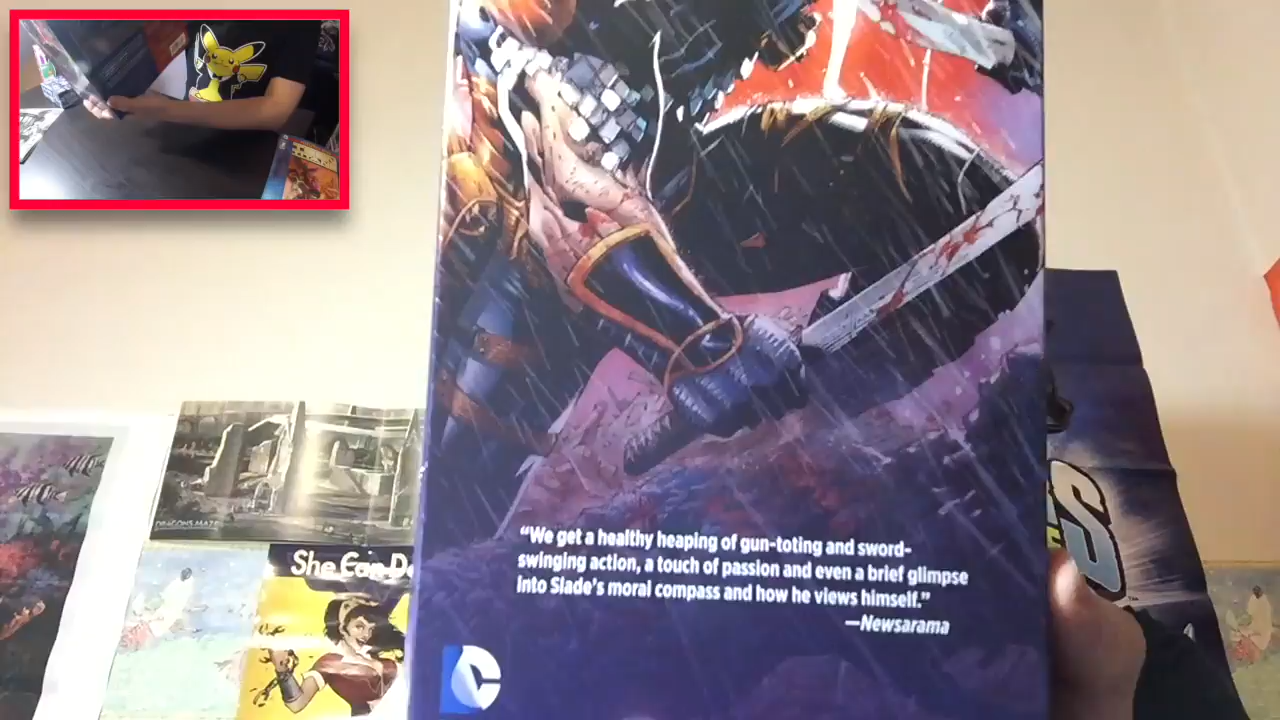 “We get a healthy heaping of gun-toting and sword-
swinging action, a touch of passion and even a brief glimpse
into Slade’s moral compass and how he views himself.”
—Newsarama
DRAGONS MAZE
She Can Do
S